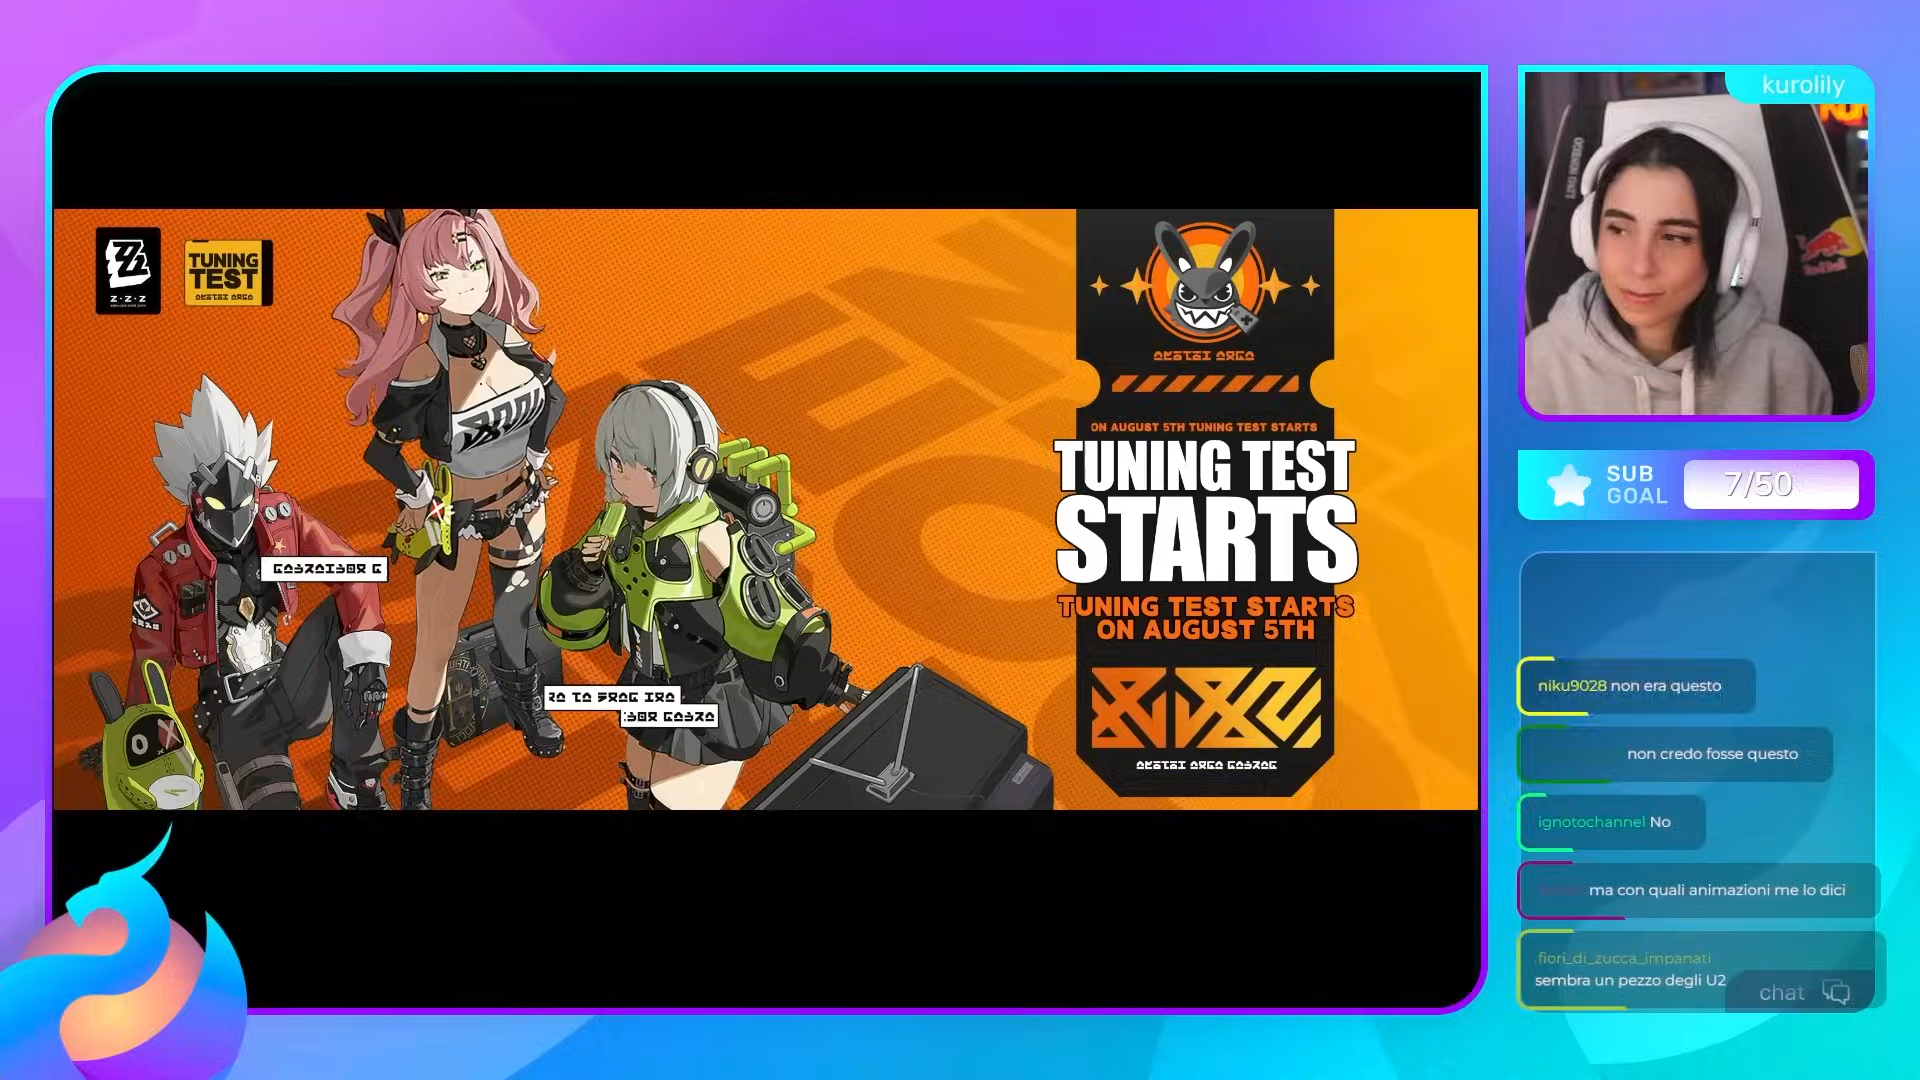 kurolily
Z·Z·Z
TUNING
TEST
ON AUGUST 5TH TUNING TEST STARTS
TUNING TEST
STARTS
TUNING TEST STARTS
ON AUGUST 5TH
SUB
GOAL
7/50
niku9028 non era questo
non credo fosse questo
ignotochannel No
ma con quali animazioni me lo dici
fiori_di_zucca_impanati
sembra un pezzo degli U2
chat
Red Bull